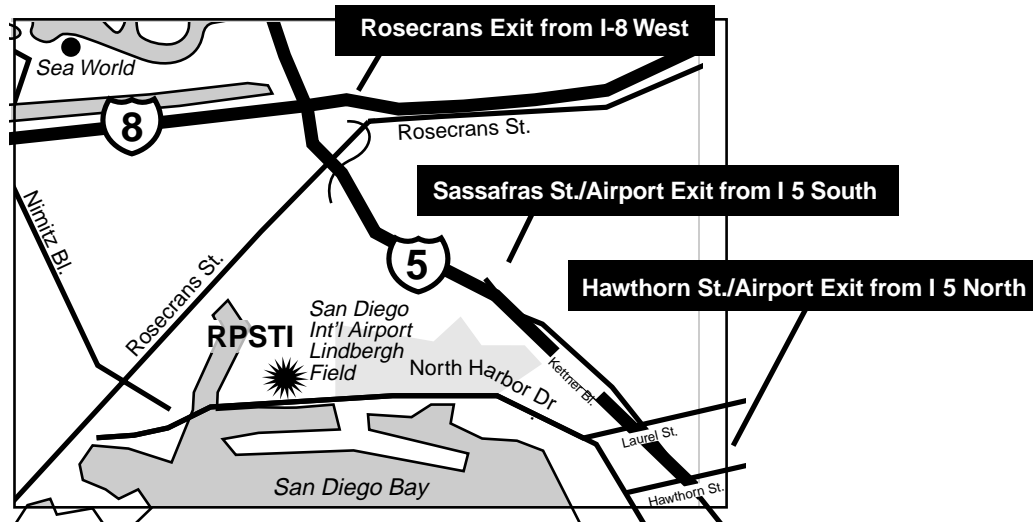 Rosecrans Exit from I-8 West
Sea World
8
Rosecrans St.
Sassafras St./Airport Exit from I 5 South
Nimitz Bl.
5
Rosecrans St.
Hawthorn St./Airport Exit from I 5 North
RPSTI
San Diego
Int'l Airport
Lindbergh
Field
North Harbor Dr
Kettner Bl.
Laurel St.
San Diego Bay
Hawthorn St.